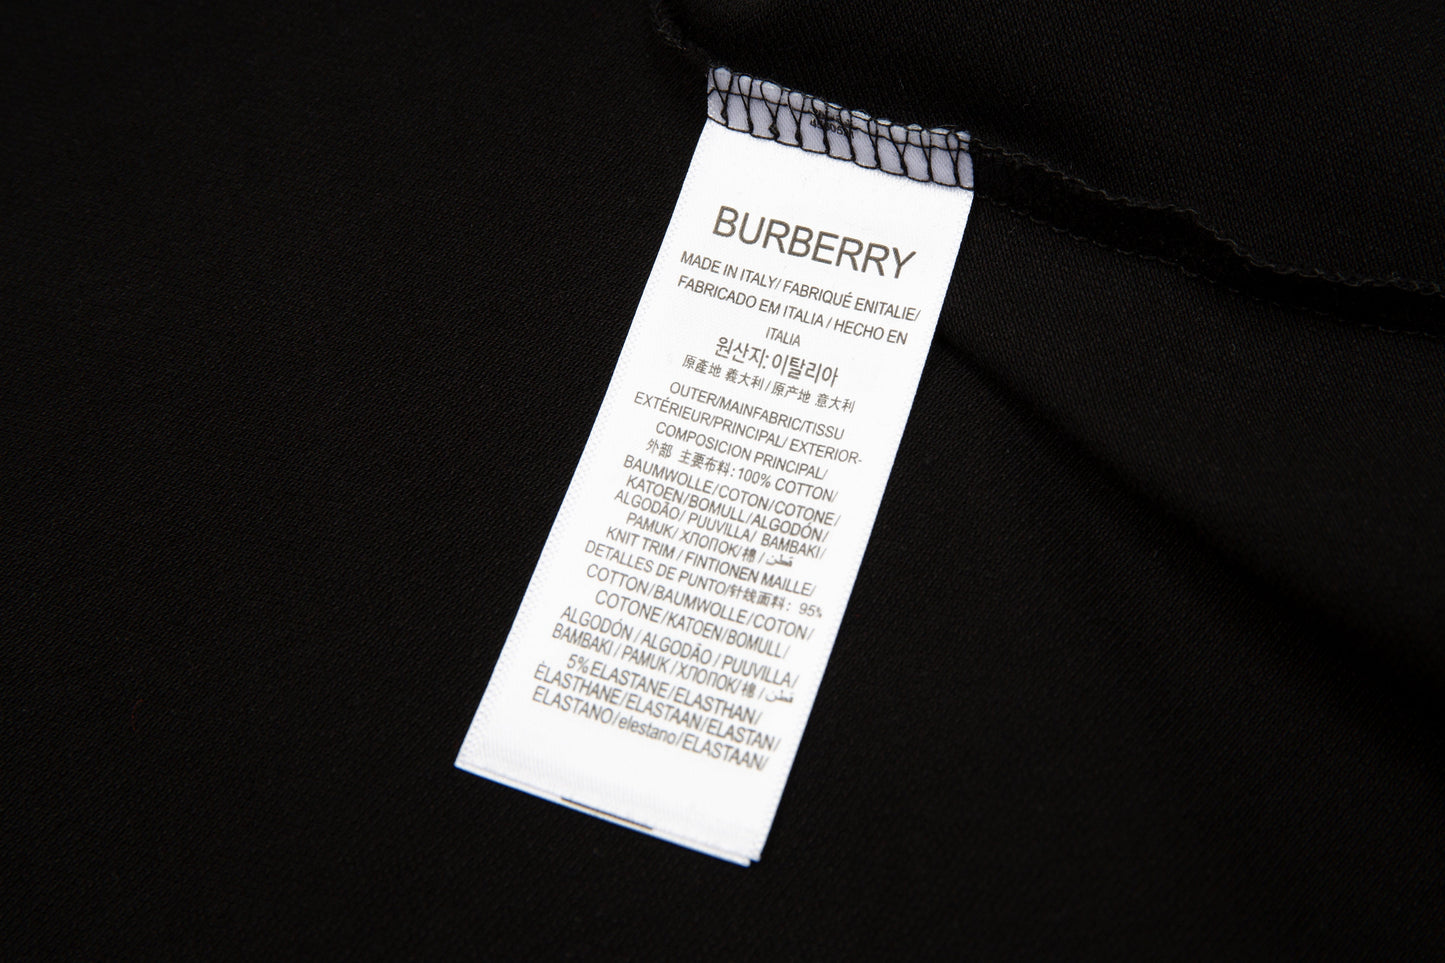 BURBERRY
MADE IN ITALY/ FABRIQUÉ ENITALIE/
FABRICADO EM ITALIA / HECHO EN
ITALIA
원산지: 이탈리아
原產地 義大利 / 原产地 意大利
OUTER/MAINFABRIC/TISSU
EXTÉRIEUR/PRINCIPAL/ EXTERIOR-
COMPOSICION PRINCIPAL/
外部 主要布料: 100% COTTON/
BAUMWOLLE/COTON/COTONE/
KATOEN/BOMULL/ALGODÓN/
ALGODÃO/ PUUVILLA/ BAMBAKI/
PAMUK/ ХЛОПОК/棉 / قطن
KNIT TRIM / FINTIONEN MAILLE/
DETALLES DE PUNTO/针线面料: 95%
COTTON/BAUMWOLLE/COTON/
COTONE/KATOEN/BOMULL/
ALGODÓN / ALGODÃO / PUUVILLA/
BAMBAKI / PAMUK / ХЛОПОК/棉 / قطن
5%ELASTANE/ELASTHAN/
ÈLASTHANE/ELASTAAN/ELASTAN/
ELASTANO/elestano/ELASTAAN/